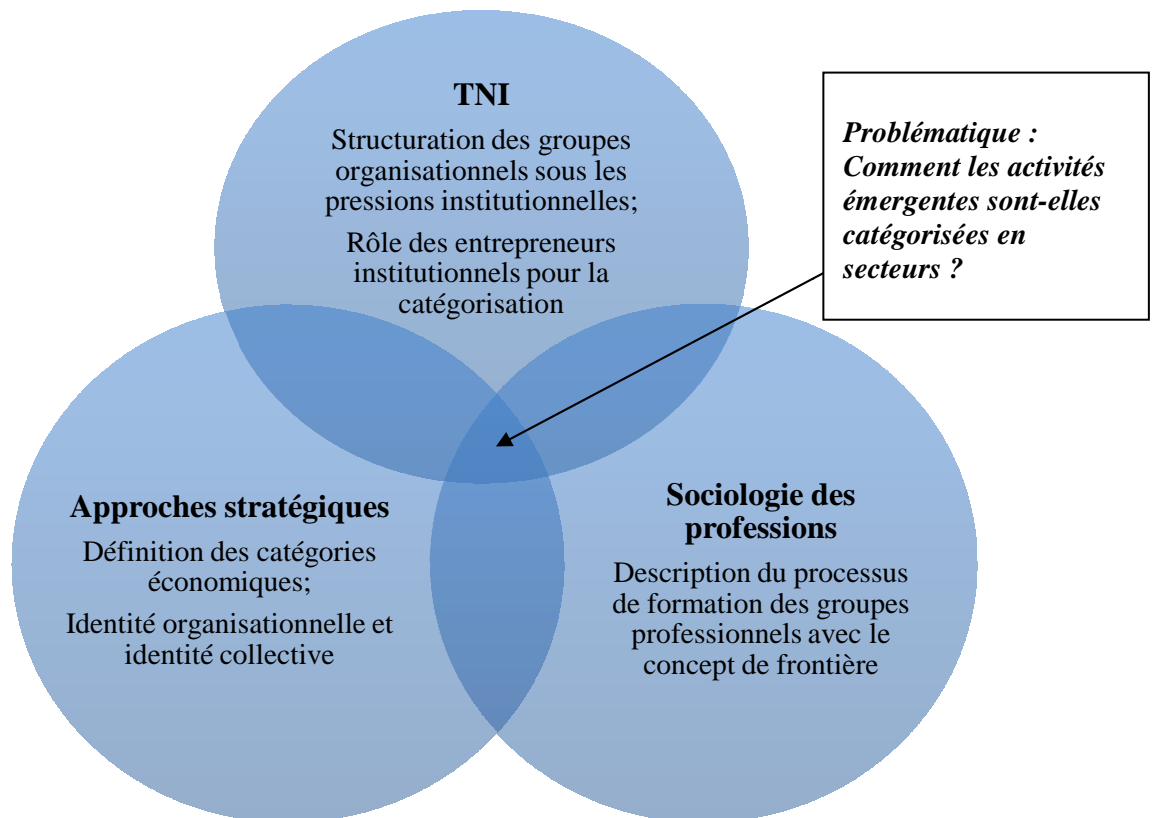 TNI
Structuration des groupes
organisationnels sous les
pressions institutionnelles;
Rôle des entrepreneurs
institutionnels pour la
catégorisation
Problématique :
Comment les activités
émergentes sont-elles
catégorisées en
secteurs ?
Approches stratégiques
Définition des catégories
économiques;
Identité organisationnelle et
identité collective
Sociologie des
professions
Description du processus
de formation des groupes
professionnels avec le
concept de frontière